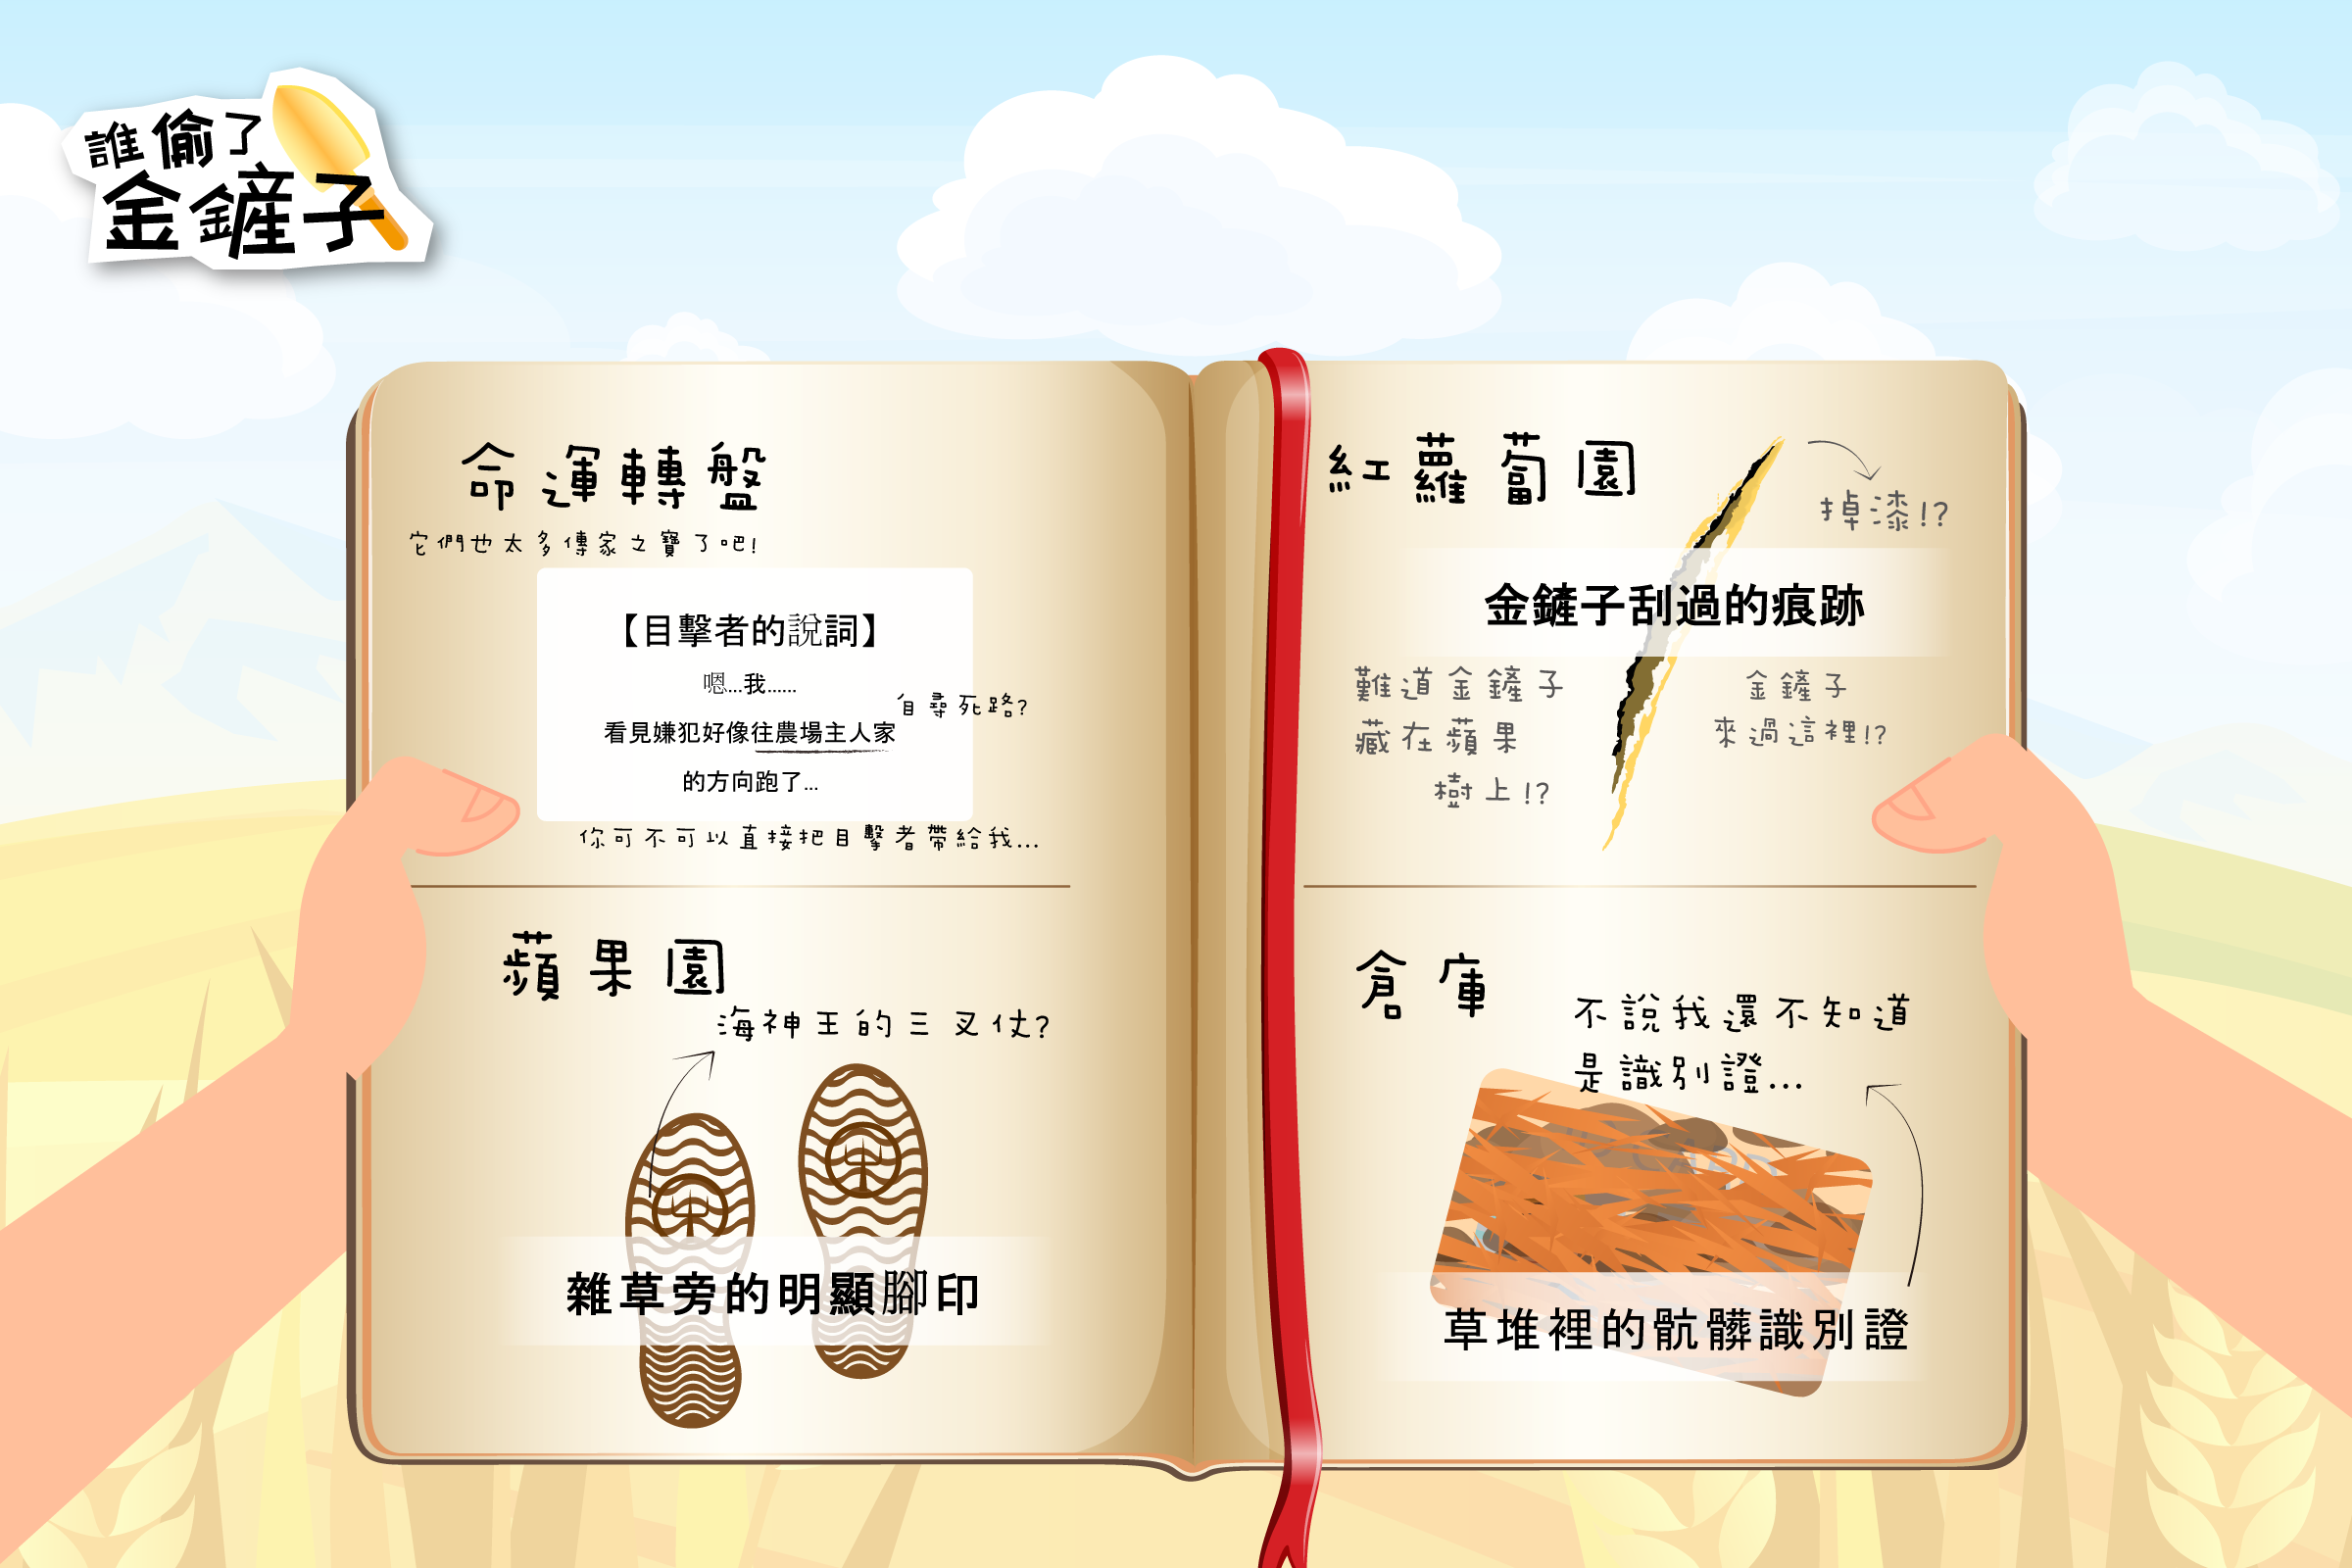 誰偷了
金鏟子
命運轉盤
它們也太多傳家之寶了吧!
【目擊者的說詞】
嗯...我......
看見嫌犯好像往農場主人家
自尋死路?
的方向跑了...
你可不可以直接把目擊者帶給我...
蘋果園
海神王的三叉仗?
雜草旁的明顯腳印
紅蘿蔔園
掉漆!?
金鏟子刮過的痕跡
難道金鏟子
藏在蘋果
樹上!?
金鏟子
來過這裡!?
倉庫
不說我還不知道
是識別證...
草堆裡的骯髒識別證